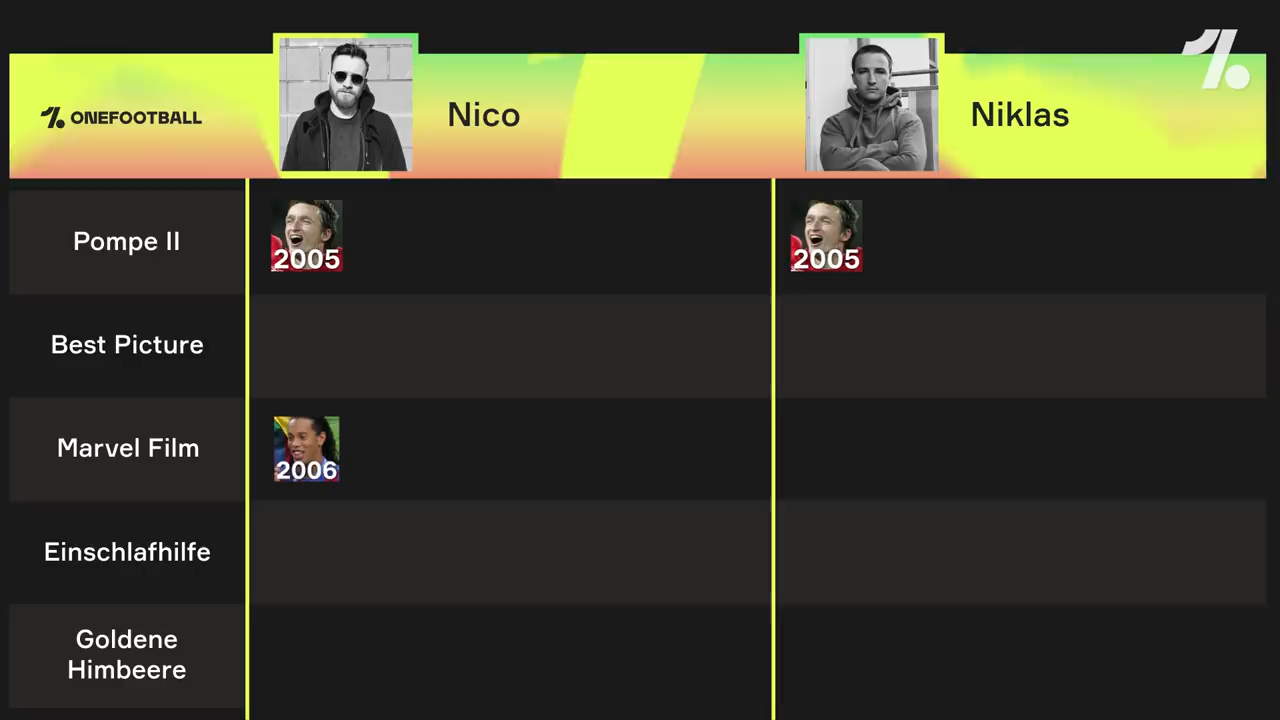 ONEFOOTBALL
Nico
Niklas
Pompe II
2005
2005
Best Picture
Marvel Film
2006
Einschlafhilfe
Goldene
Himbeere